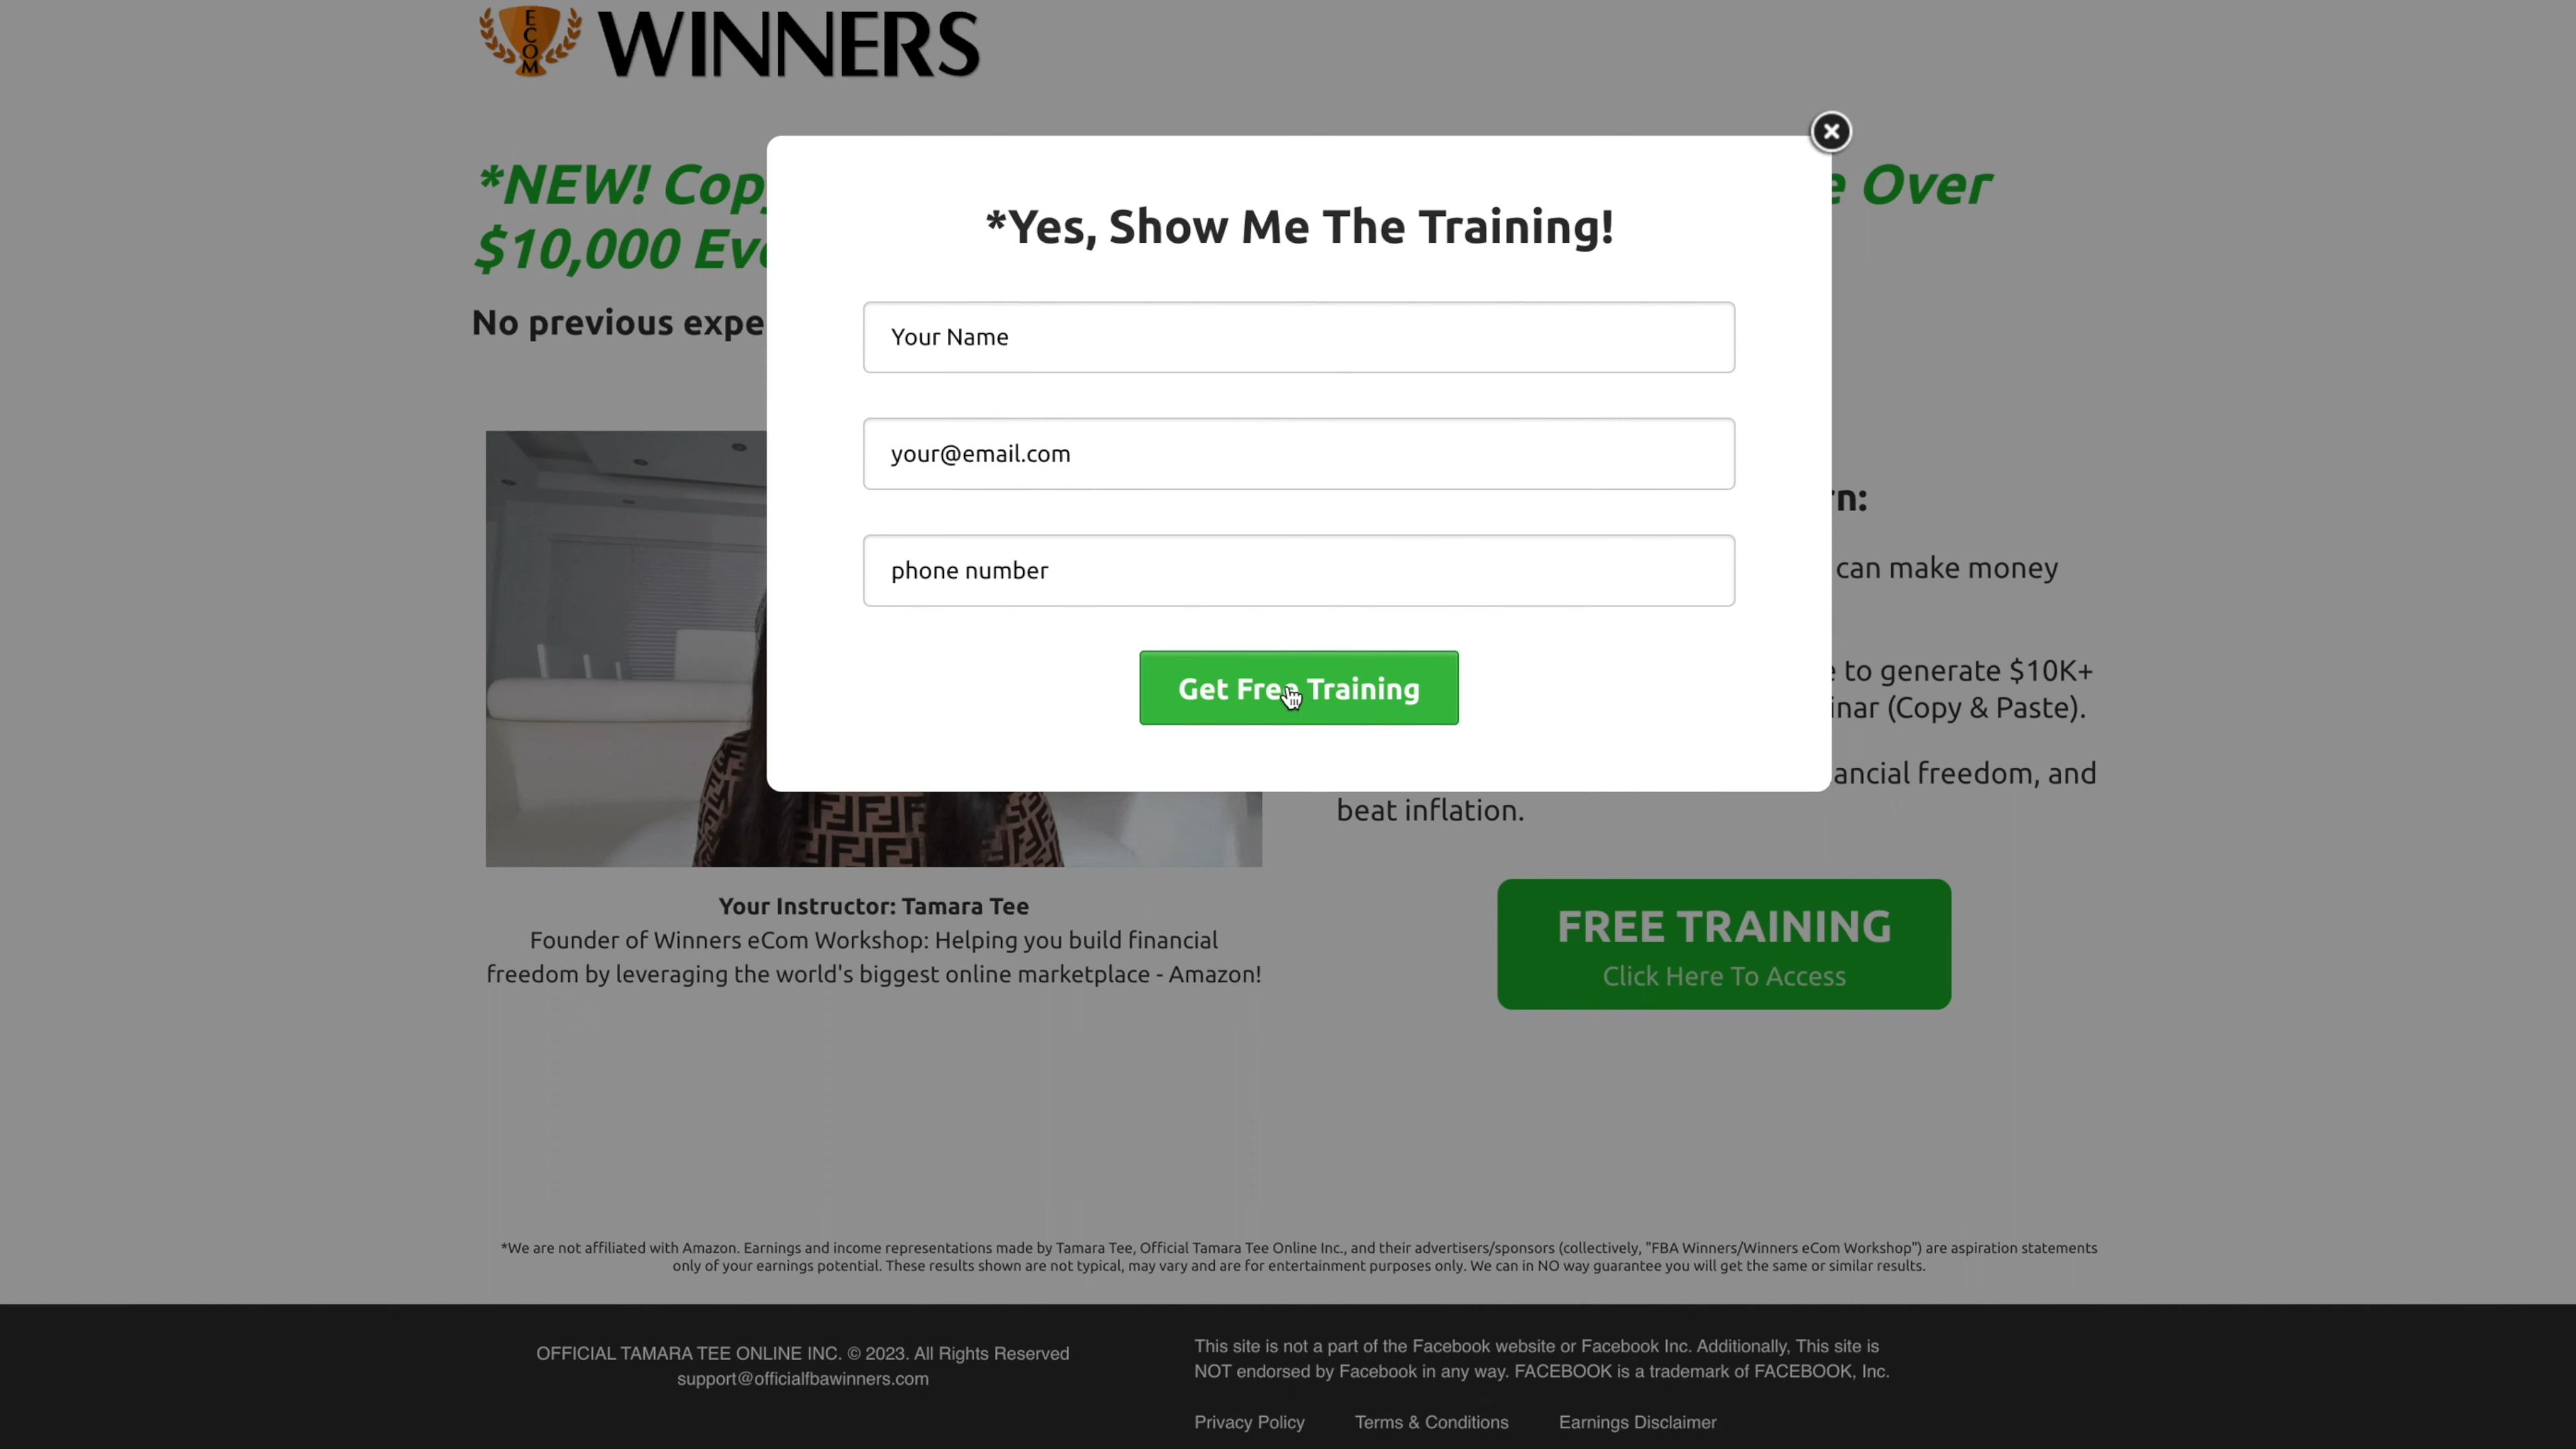 ECOM WINNERS
*NEW! Cop
e Over
$10,000 Eve
No previous expe
*Yes, Show Me The Training!
Your Name
your@email.com
phone number
Get Free Training
rn:
can make money
to generate $10K+
inar (Copy & Paste).
ancial freedom, and
beat inflation.
Your Instructor: Tamara Tee
Founder of Winners eCom Workshop: Helping you build financial
freedom by leveraging the world's biggest online marketplace - Amazon!
FREE TRAINING
Click Here To Access
*We are not affiliated with Amazon. Earnings and income representations made by Tamara Tee, Official Tamara Tee Online Inc., and their advertisers/sponsors (collectively, "FBA Winners/Winners eCom Workshop") are aspiration statements
only of your earnings potential. These results shown are not typical, may vary and are for entertainment purposes only. We can in NO way guarantee you will get the same or similar results.
OFFICIAL TAMARA TEE ONLINE INC. © 2023. All Rights Reserved
support@officialfbawinners.com
This site is not a part of the Facebook website or Facebook Inc. Additionally, This site is
NOT endorsed by Facebook in any way. FACEBOOK is a trademark of FACEBOOK, Inc.
Privacy Policy Terms & Conditions Earnings Disclaimer